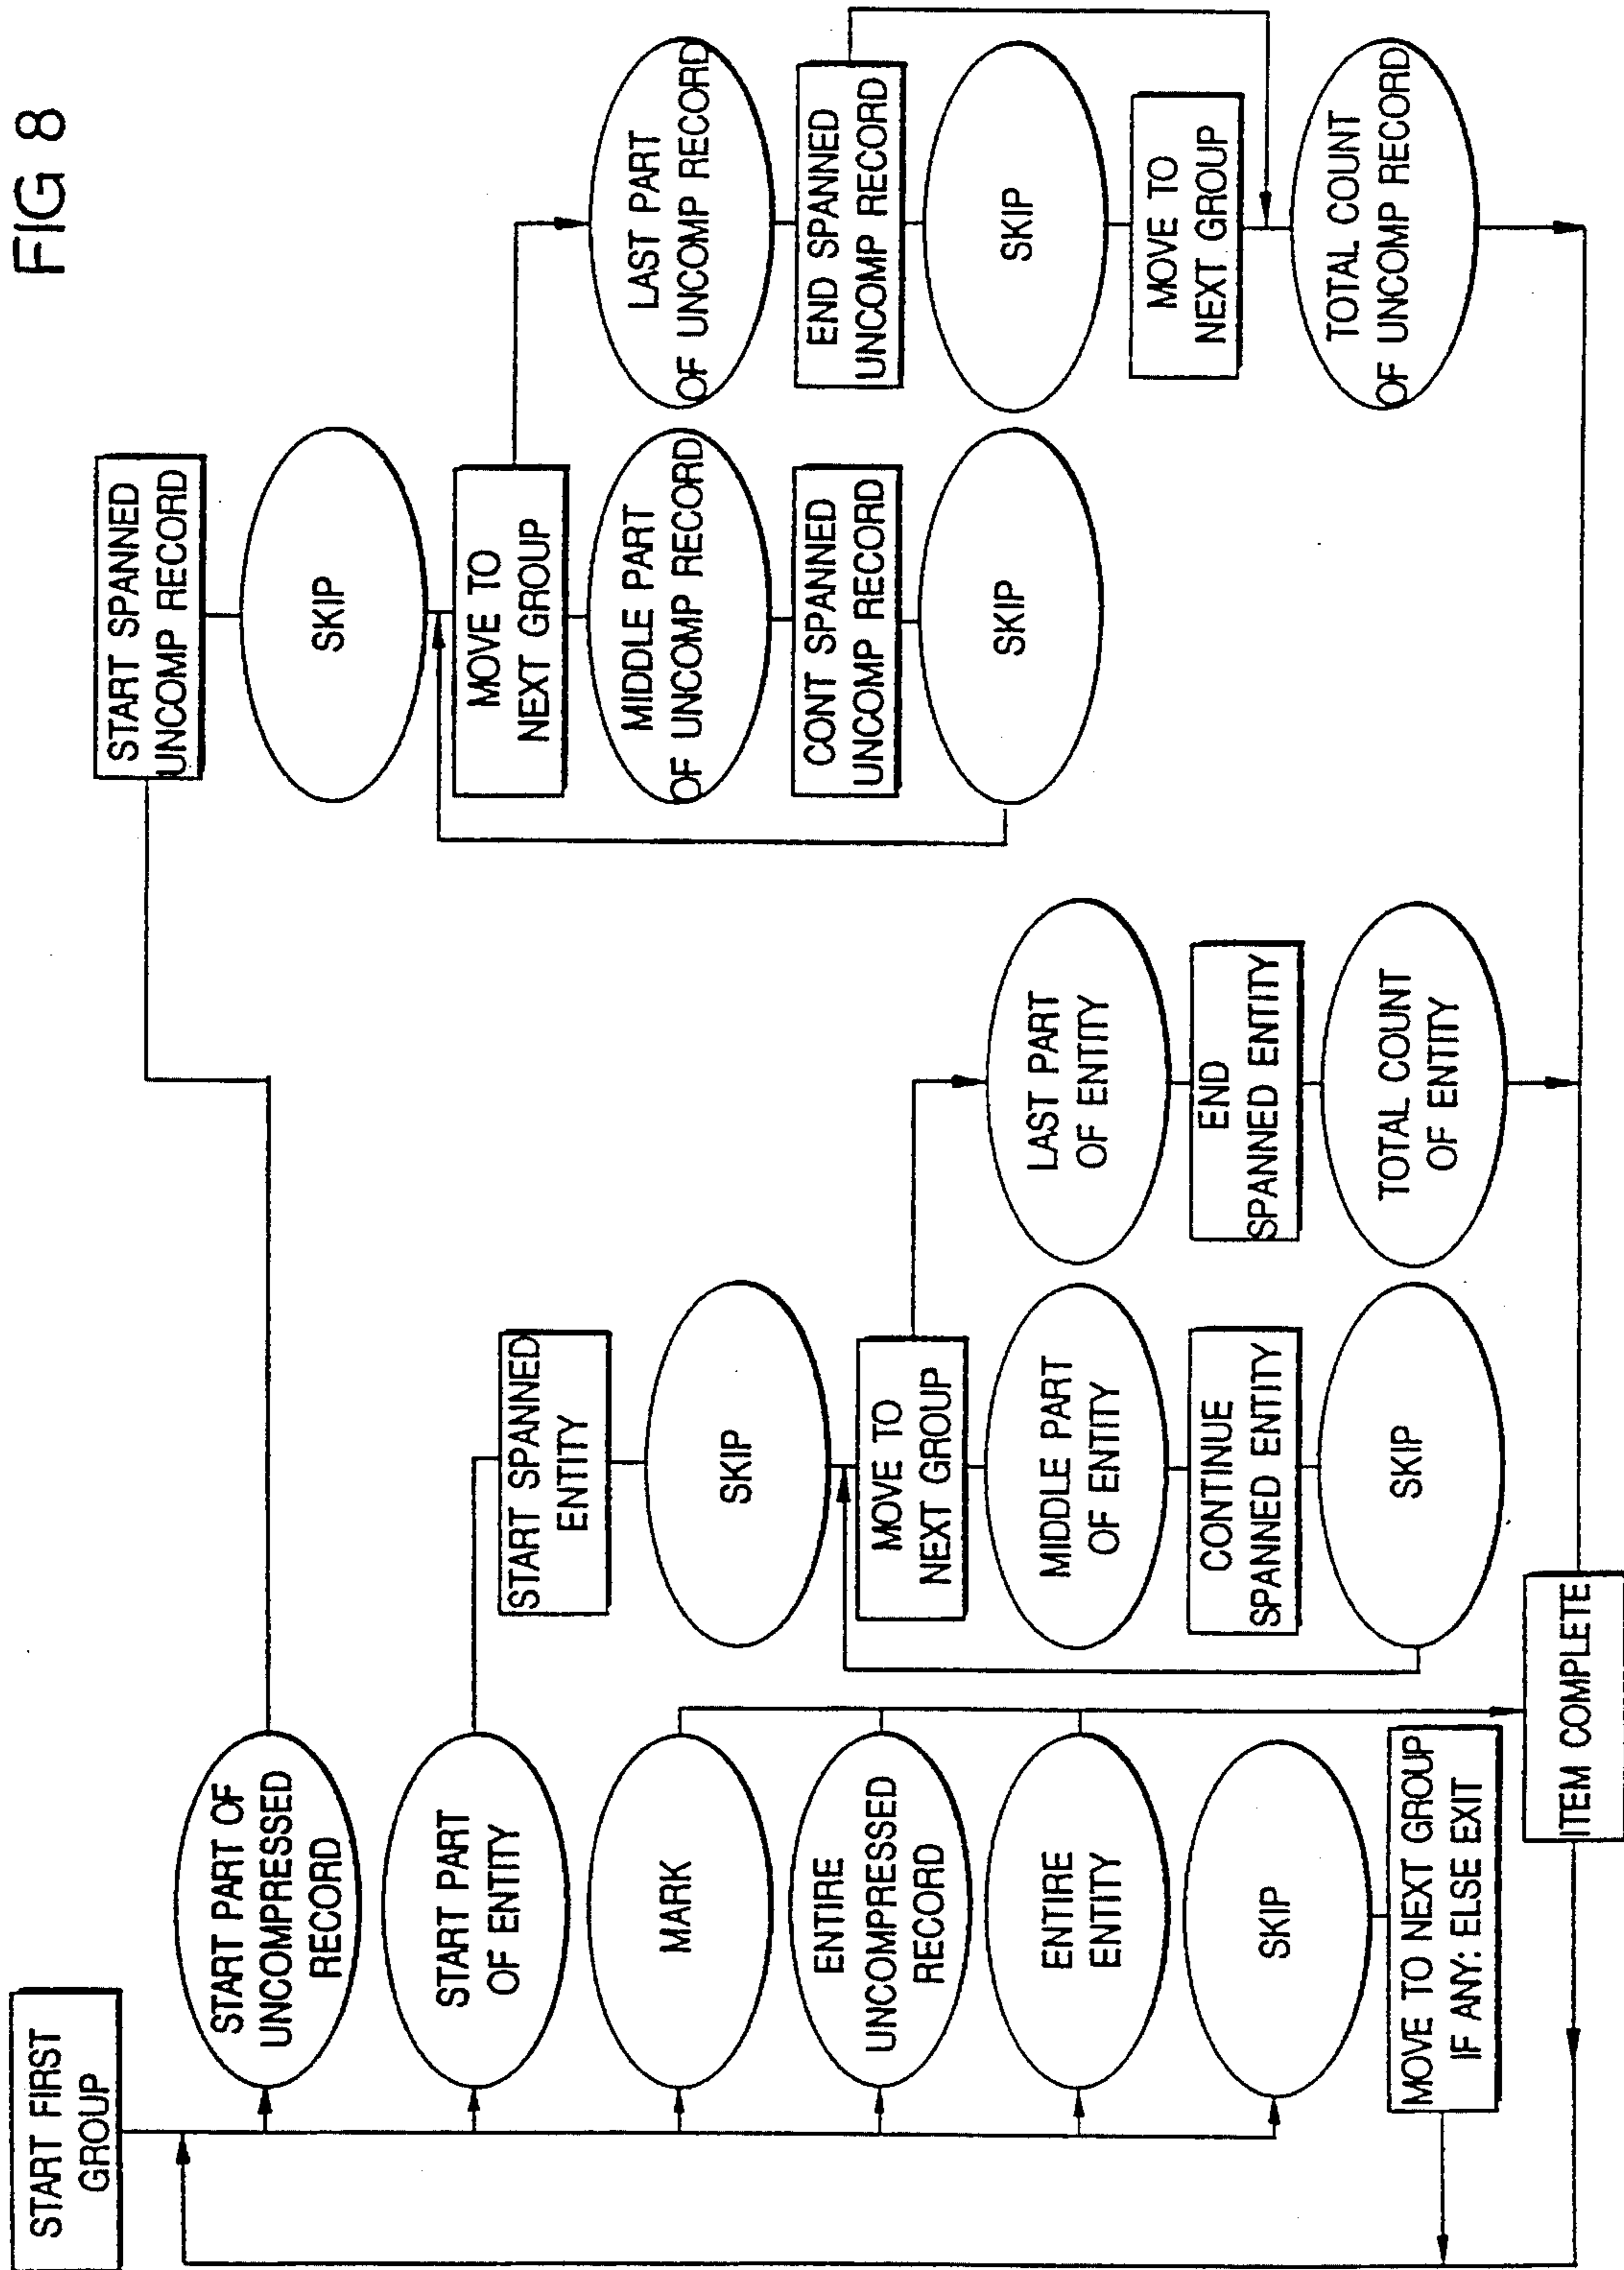 FIG 8
START FIRST
GROUP
START PART OF
UNCOMPRESSED
RECORD
START PART
OF ENTITY
MARK
ENTIRE
UNCOMPRESSED
RECORD
ENTIRE
ENTITY
SKIP
MOVE TO NEXT GROUP
IF ANY: ELSE EXIT
ITEM COMPLETE
START SPANNED
ENTITY
SKIP
MOVE TO
NEXT GROUP
MIDDLE PART
OF ENTITY
CONTINUE
SPANNED ENTITY
SKIP
LAST PART
OF ENTITY
END
SPANNED ENTITY
TOTAL COUNT
OF ENTITY
START SPANNED
UNCOMP RECORD
SKIP
MOVE TO
NEXT GROUP
MIDDLE PART
OF UNCOMP RECORD
CONT SPANNED
UNCOMP RECORD
SKIP
LAST PART
OF UNCOMP RECORD
END SPANNED
UNCOMP RECORD
SKIP
MOVE TO
NEXT GROUP
TOTAL COUNT
OF UNCOMP RECORD